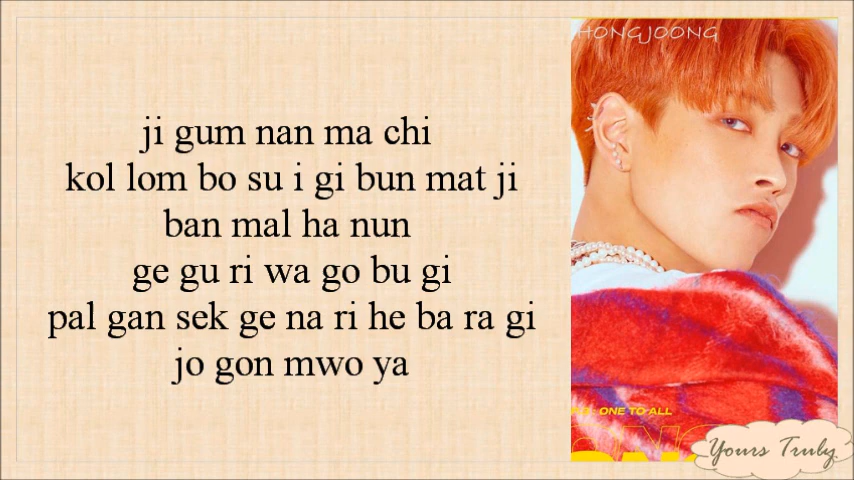 HONGJOONG
ji gum nan ma chi
kol lom bo su i gi bun mat ji
ban mal ha nun
ge gu ri wa go bu gi
pal gan sek ge na ri he ba ra gi
jo gon mwo ya
ONE TO ALL
Yours Truly